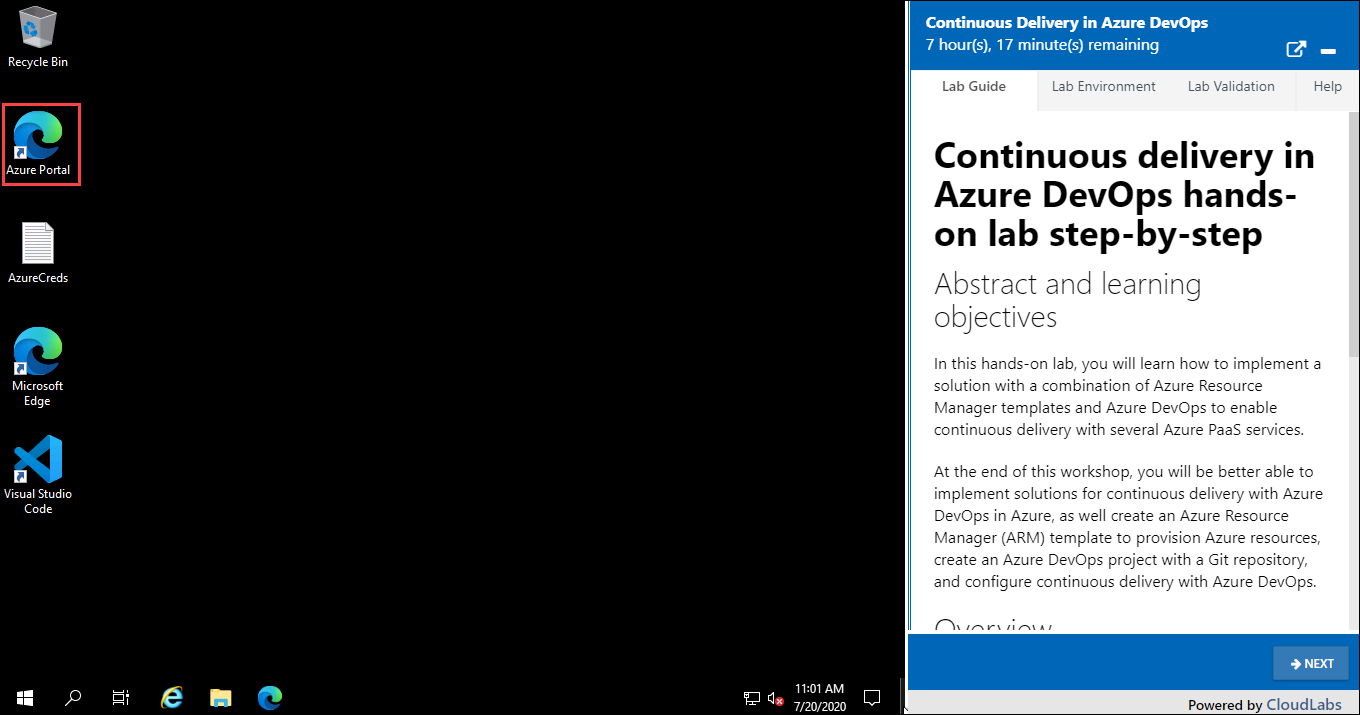 Recycle Bin
Azure Portal
AzureCreds
Microsoft
Edge
Visual Studio
Code
11:01 AM
7/20/2020
Continuous Delivery in Azure DevOps
7 hour(s), 17 minute(s) remaining
Lab Guide Lab Environment Lab Validation Help
Continuous delivery in
Azure DevOps hands-
on lab step-by-step
Abstract and learning
objectives
In this hands-on lab, you will learn how to implement a
solution with a combination of Azure Resource
Manager templates and Azure DevOps to enable
continuous delivery with several Azure PaaS services.
At the end of this workshop, you will be better able to
implement solutions for continuous delivery with Azure
DevOps in Azure, as well create an Azure Resource
Manager (ARM) template to provision Azure resources,
create an Azure DevOps project with a Git repository,
and configure continuous delivery with Azure DevOps.
Overview
NEXT
Powered by CloudLabs